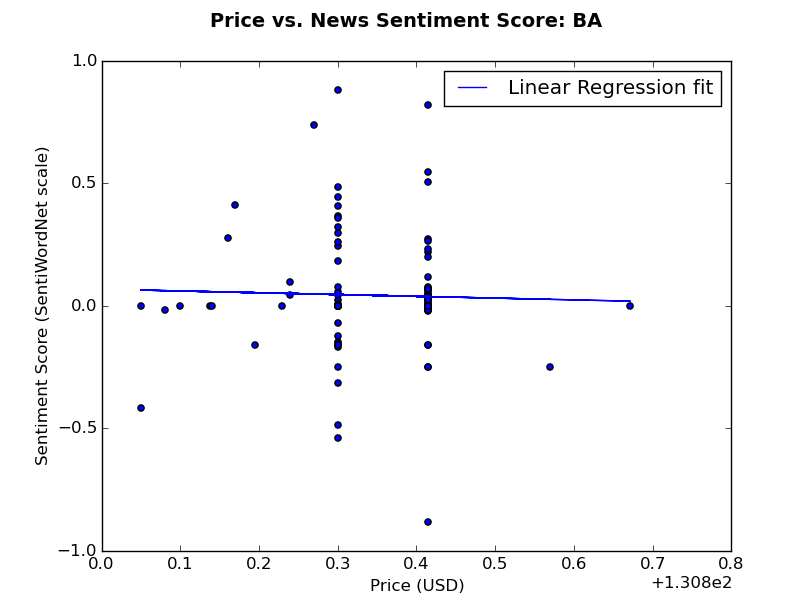 Price vs. News Sentiment Score: BA
Linear Regression fit
Sentiment Score (SentiWordNet scale)
1.0
0.5
0.0
−0.5
−1.0
0.0 0.1 0.2 0.3 0.4 0.5 0.6 0.7 0.8
+1.308e2
Price (USD)